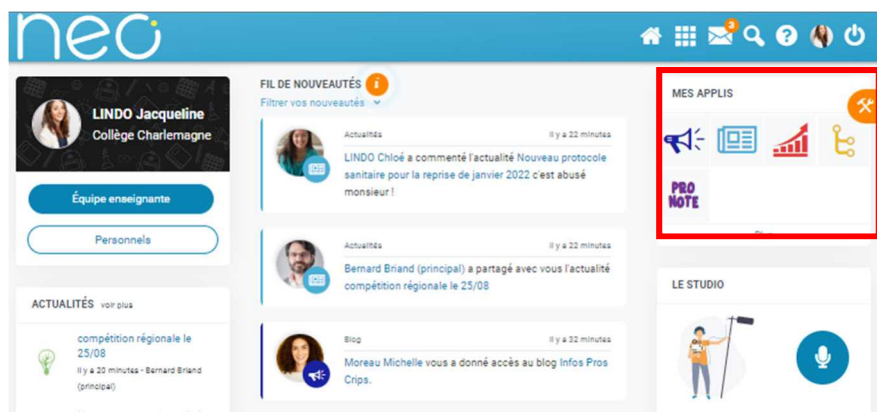 neo
3
?
LINDO Jacqueline
Collège Charlemagne
Équipe enseignante
Personnels
ACTUALITÉS voir plus
compétition régionale le
25/08
Il y a 20 minutes - Bernard Briand
(principal)
FIL DE NOUVEAUTÉS i
Filtrer vos nouveautés
Actualités Il y a 22 minutes
LINDO Chloé a commenté l'actualité Nouveau protocole
sanitaire pour la reprise de janvier 2022 c'est abusé
monsieur !
Actualités Il y a 22 minutes
Bernard Briand (principal) a partagé avec vous l'actualité
compétition régionale le 25/08
Blog Il y a 32 minutes
Moreau Michelle vous a donné accès au blog Infos Pros
Crips.
MES APPLIS
PRO
NOTE
LE STUDIO